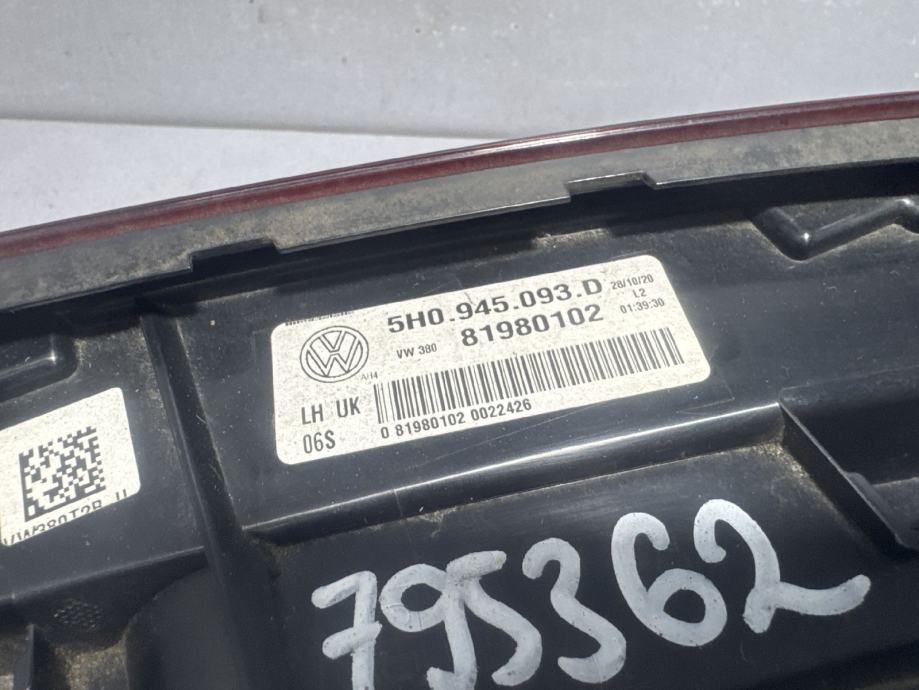 5H0.945.093.D 28/10/20
VW 380 81980102 L2
01:39:30
LH UK
06S 0 81980102 0022426
795362